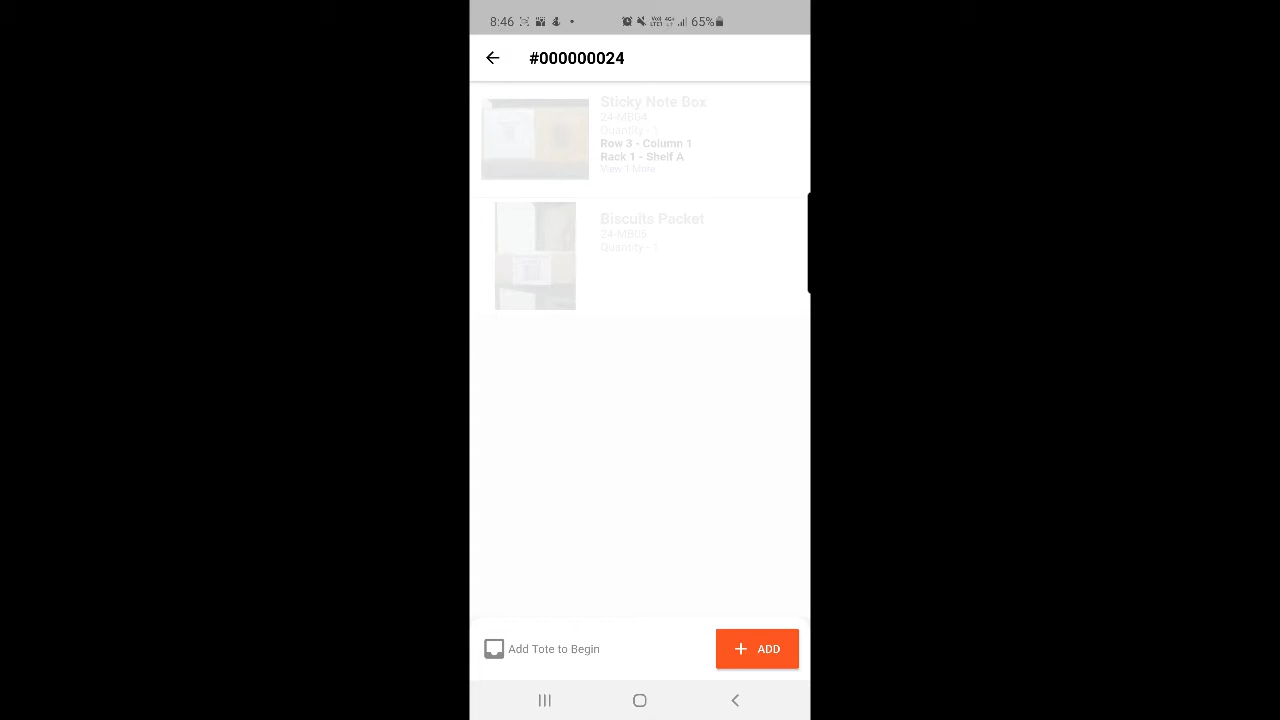 8:46
65%
#000000024
Sticky Note Box
24-MB04
Quantity - 1
Row 3 - Column 1
Rack 1 - Shelf A
View 1 More
Biscuits Packet
24-MB05
Quantity - 1
Add Tote to Begin
+ ADD